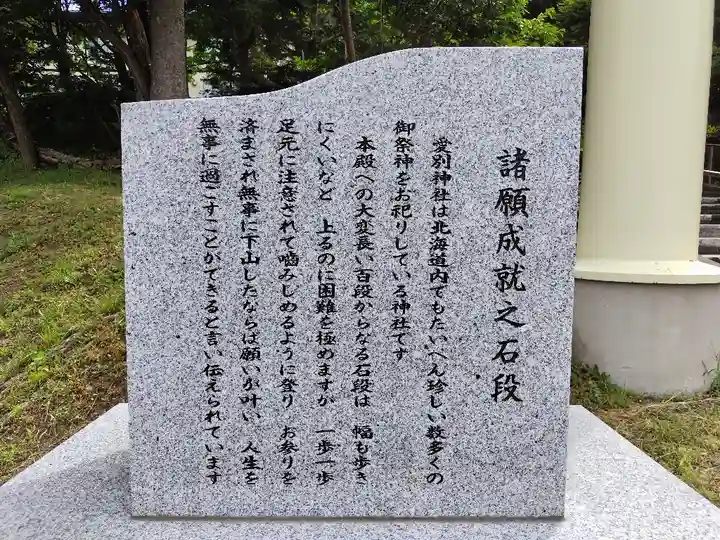 諸願成就之石段
愛別神社は北海道内でもたいへん珍しい数多くの
御祭神をお祀りしている神社です
本殿への大変長い百段からなる石段は 幅も歩き
にくいなど 上るのに困難を極めますが 一歩一歩
足元に注意されて噛みしめるように登り お参りを
済まされ無事に下山したならば願いが叶い 人生を
無事に過ごすことができると言い伝えられています